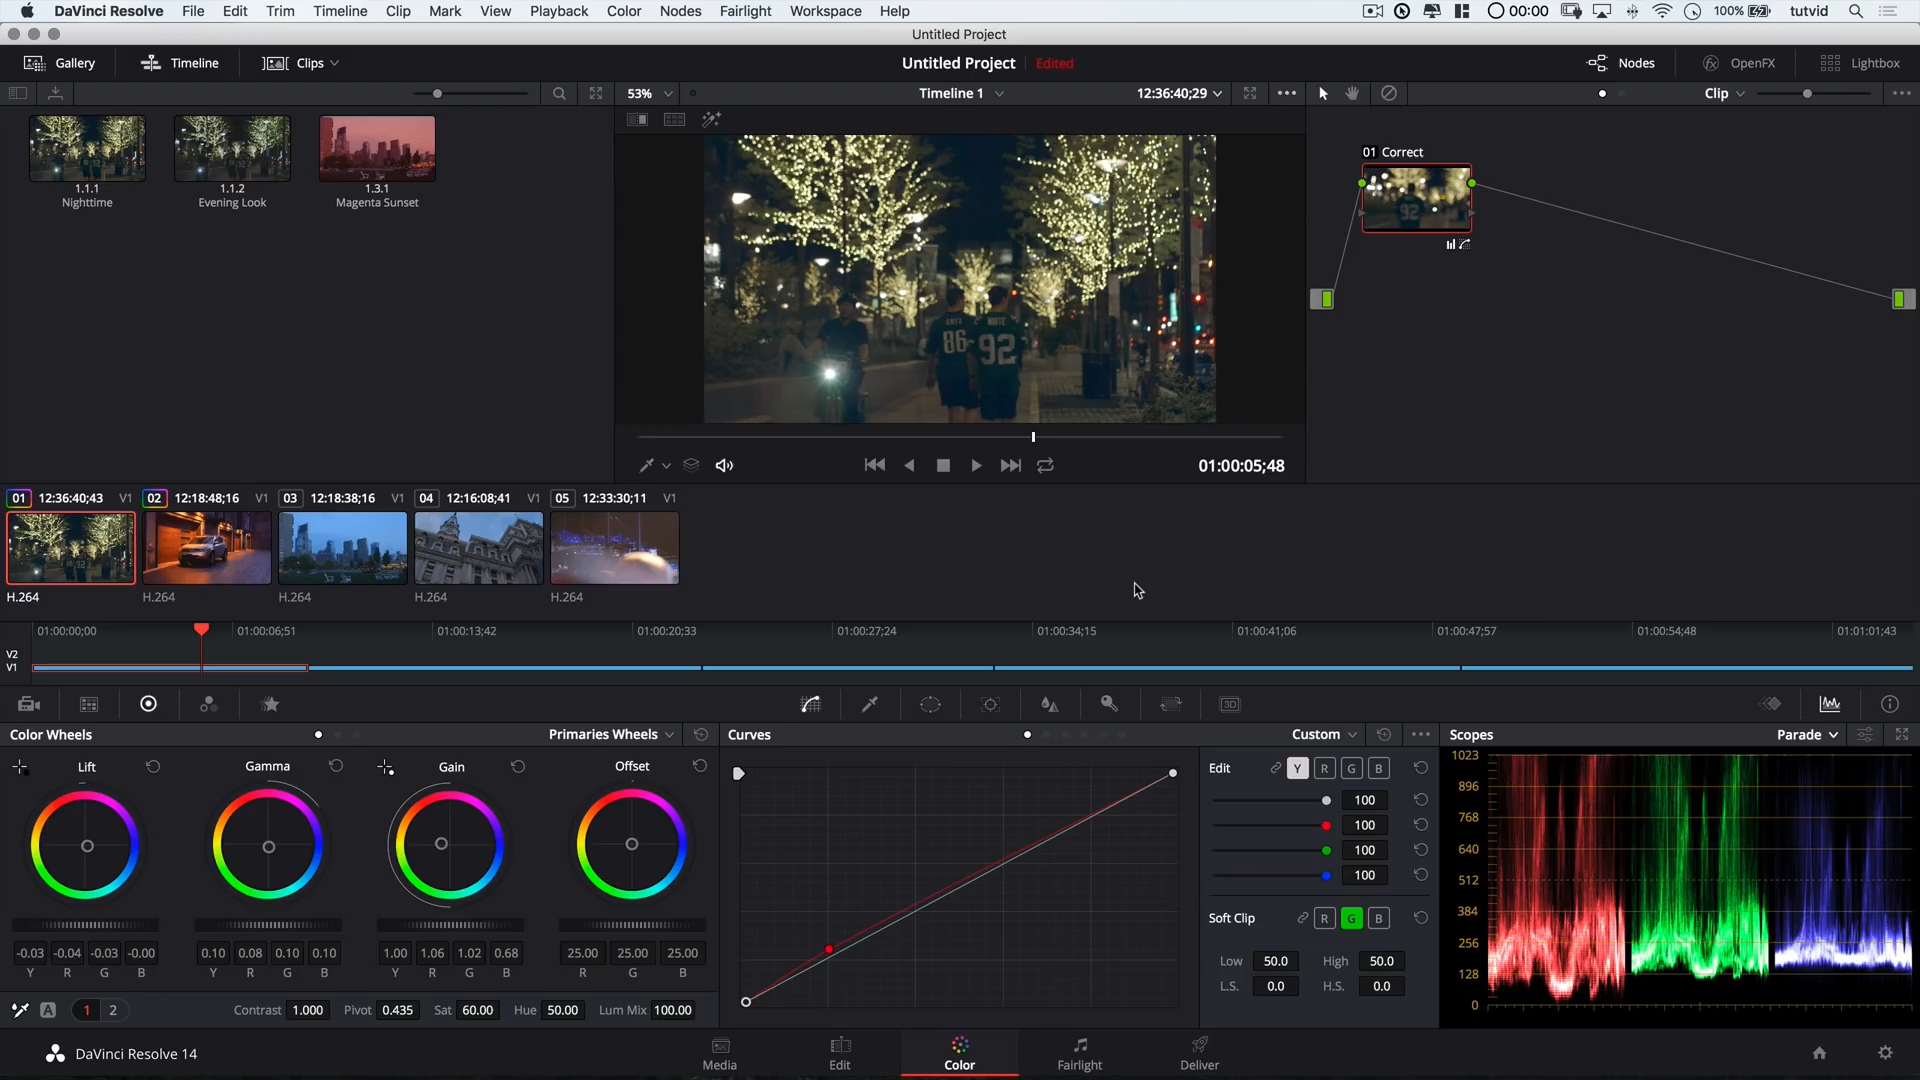 DaVinci Resolve File Edit Trim Timeline Clip Mark View Playback Color Nodes Fairlight Workspace Help 00:00 100% tutvid
Untitled Project
Gallery Timeline Clips Untitled Project Edited Nodes OpenFX Lightbox
53% Timeline 1 12:36:40;29 Clip
01 Correct
1.1.1 1.1.2 1.3.1
Nighttime Evening Look Magenta Sunset
86 92
01:00:05;48
01 12:36:40;43 V1 02 12:18:48;16 V1 03 12:18:38;16 V1 04 12:16:08;41 V1 05 12:33:30;11 V1
H.264 H.264 H.264 H.264 H.264
01:00:00;00 01:00:06;51 01:00:13;42 01:00:20;33 01:00:27;24 01:00:34;15 01:00:41;06 01:00:47;57 01:00:54;48 01:01:01;43
V2
V1
3D
Color Wheels Primaries Wheels Curves Custom Scopes Parade
Lift Gamma Gain Offset
Edit Y R G B
100
100
100
100
Soft Clip R G B
Low 50.0 High 50.0
L.S. 0.0 H.S. 0.0
1023
896
768
640
512
384
256
128
0
-0.03 -0.04 -0.03 -0.00 0.10 0.08 0.10 0.10 1.00 1.06 1.02 0.68 25.00 25.00 25.00
Y R G B Y R G B Y R G B R G B
A 1 2 Contrast 1.000 Pivot 0.435 Sat 60.00 Hue 50.00 Lum Mix 100.00
DaVinci Resolve 14 Media Edit Color Fairlight Deliver